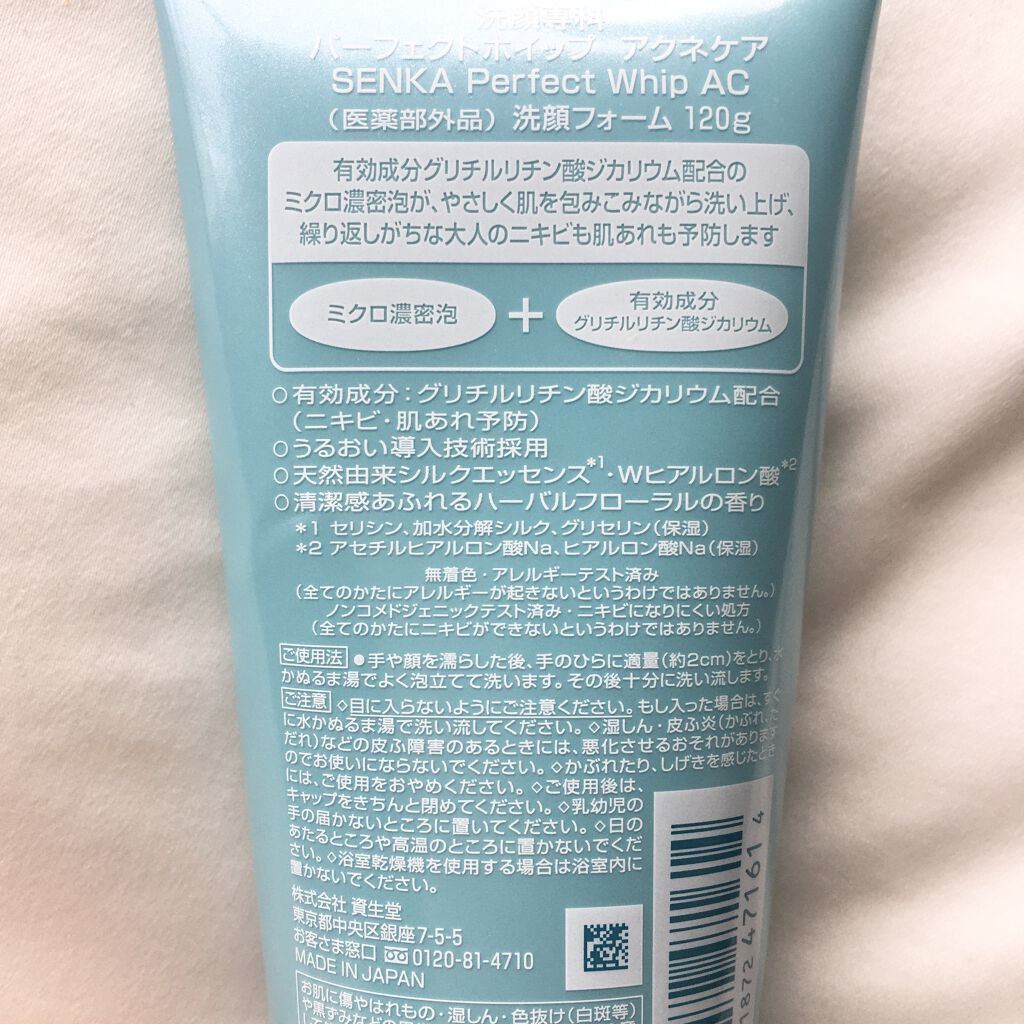 洗顔専科
パーフェクトホイップ アクネケア
SENKA Perfect Whip AC
(医薬部外品) 洗顔フォーム 120g
有効成分グリチルリチン酸ジカリウム配合の
ミクロ濃密泡が、やさしく肌を包みこみながら洗い上げ、
繰り返しがちな大人のニキビも肌あれも予防します
ミクロ濃密泡
+
有効成分
グリチルリチン酸ジカリウム
○有効成分:グリチルリチン酸ジカリウム配合
(ニキビ・肌あれ予防)
○うるおい導入技術採用
○天然由来シルクエッセンス*1・Wヒアルロン酸*2
○清潔感あふれるハーバルフローラルの香り
*1 セリシン、加水分解シルク、グリセリン(保湿)
*2 アセチルヒアルロン酸Na、ヒアルロン酸Na(保湿)
無着色・アレルギーテスト済み
(全てのかたにアレルギーが起きないというわけではありません。)
ノンコメドジェニックテスト済み・ニキビになりにくい処方
(全てのかたにニキビができないというわけではありません。)
ご使用法 ●手や顔を濡らした後、手のひらに適量(約2cm)をとり、水
かぬるま湯でよく泡立てて洗います。その後十分に洗い流します。
ご注意 ◇目に入らないようにご注意ください。もし入った場合は、すぐ
に水かぬるま湯で洗い流してください。◇湿しん・皮ふ炎(かぶれ、た
だれ)などの皮ふ障害のあるときには、悪化させるおそれがあります
のでお使いにならないでください。◇かぶれたり、しげきを感じたとき
には、ご使用をおやめください。◇ご使用後は、
キャップをきちんと閉めてください。◇乳幼児の
手の届かないところに置いてください。◇日の
あたるところや高温のところに置かないでくだ
さい。◇浴室乾燥機を使用する場合は浴室内に
置かないでください。
株式会社 資生堂
東京都中央区銀座7-5-5
お客さま窓口 0120-81-4710
MADE IN JAPAN
お肌に傷やはれもの・湿しん・色抜け(白斑等)
や黒ずみなどの
1872 47161 4